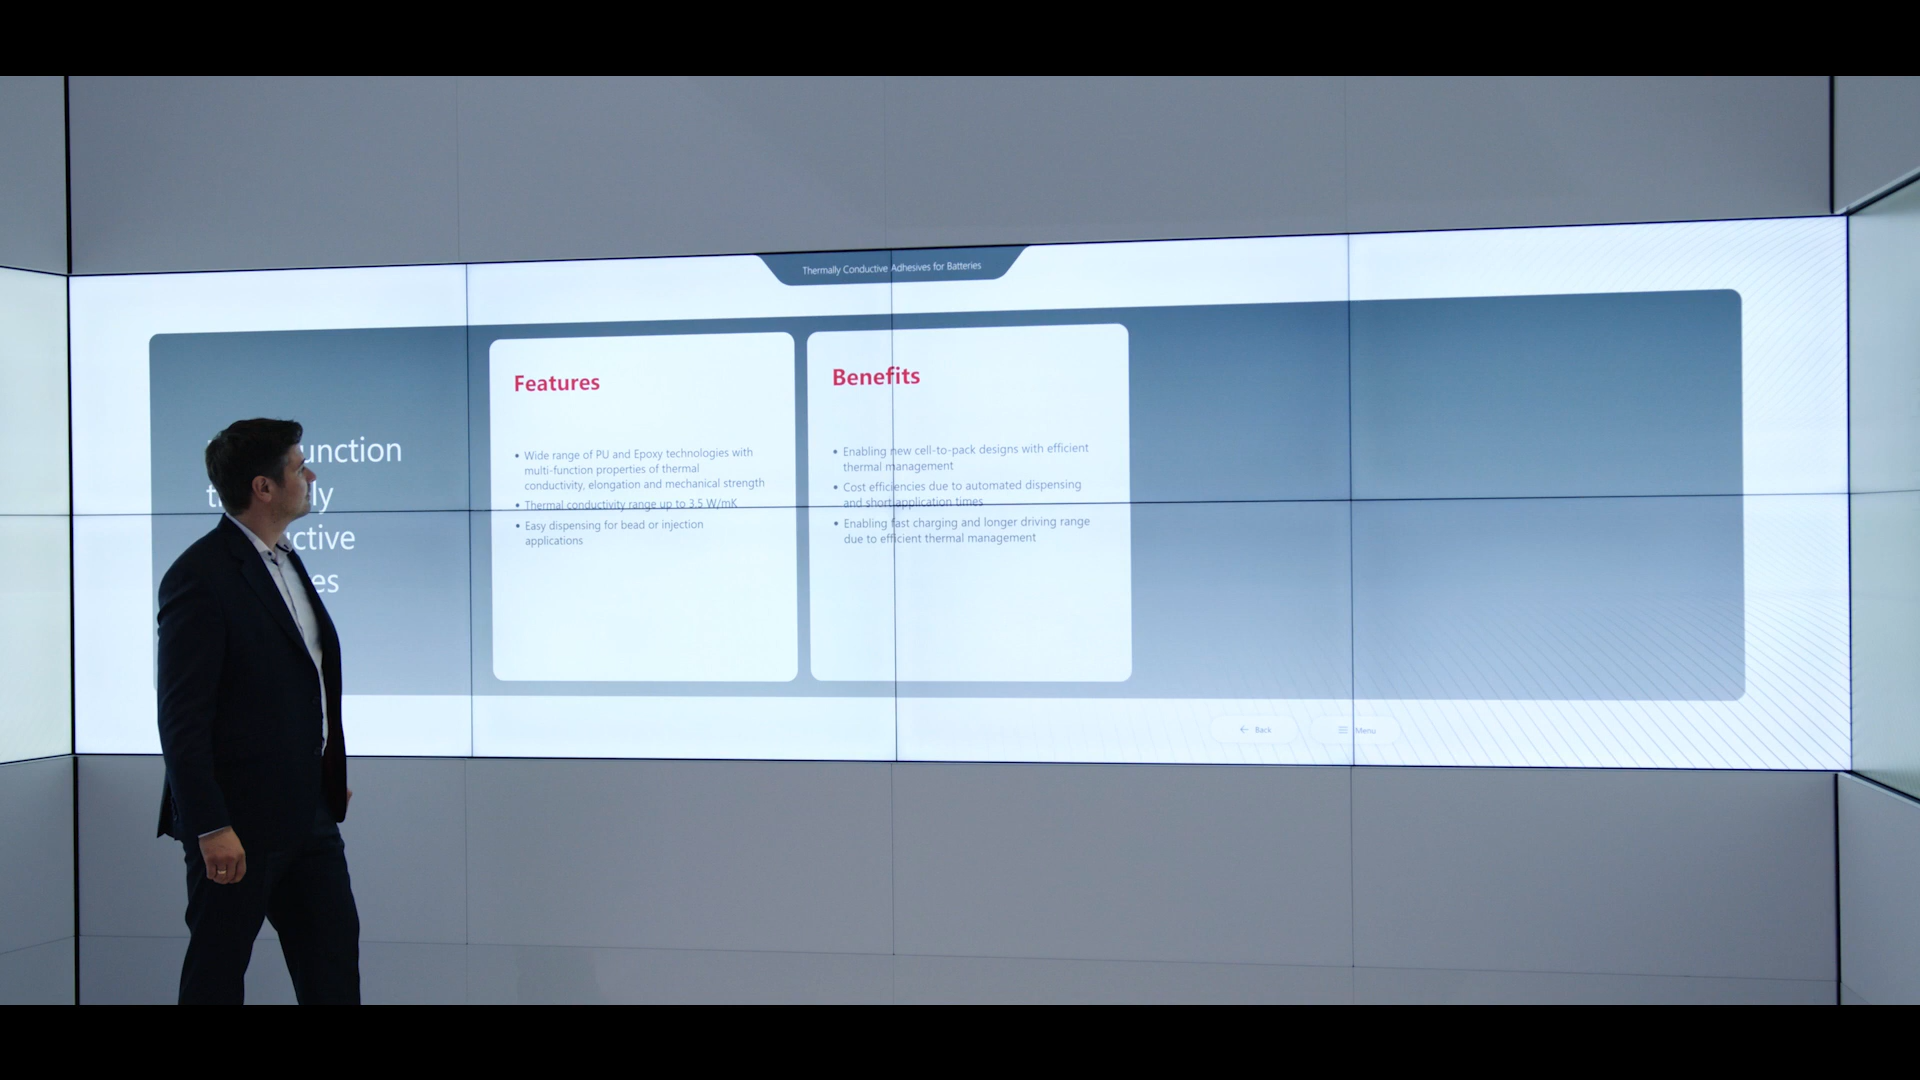 Thermally Conductive Adhesives for Batteries
unction
ly
ctive
es
Features
• Wide range of PU and Epoxy technologies with
multi-function properties of thermal
conductivity, elongation and mechanical strength
• Thermal conductivity range up to 3.5 W/mK
• Easy dispensing for bead or injection
applications
Benefits
• Enabling new cell-to-pack designs with efficient
thermal management
• Cost efficiencies due to automated dispensing
and short application times
• Enabling fast charging and longer driving range
due to efficient thermal management
Back
Menu